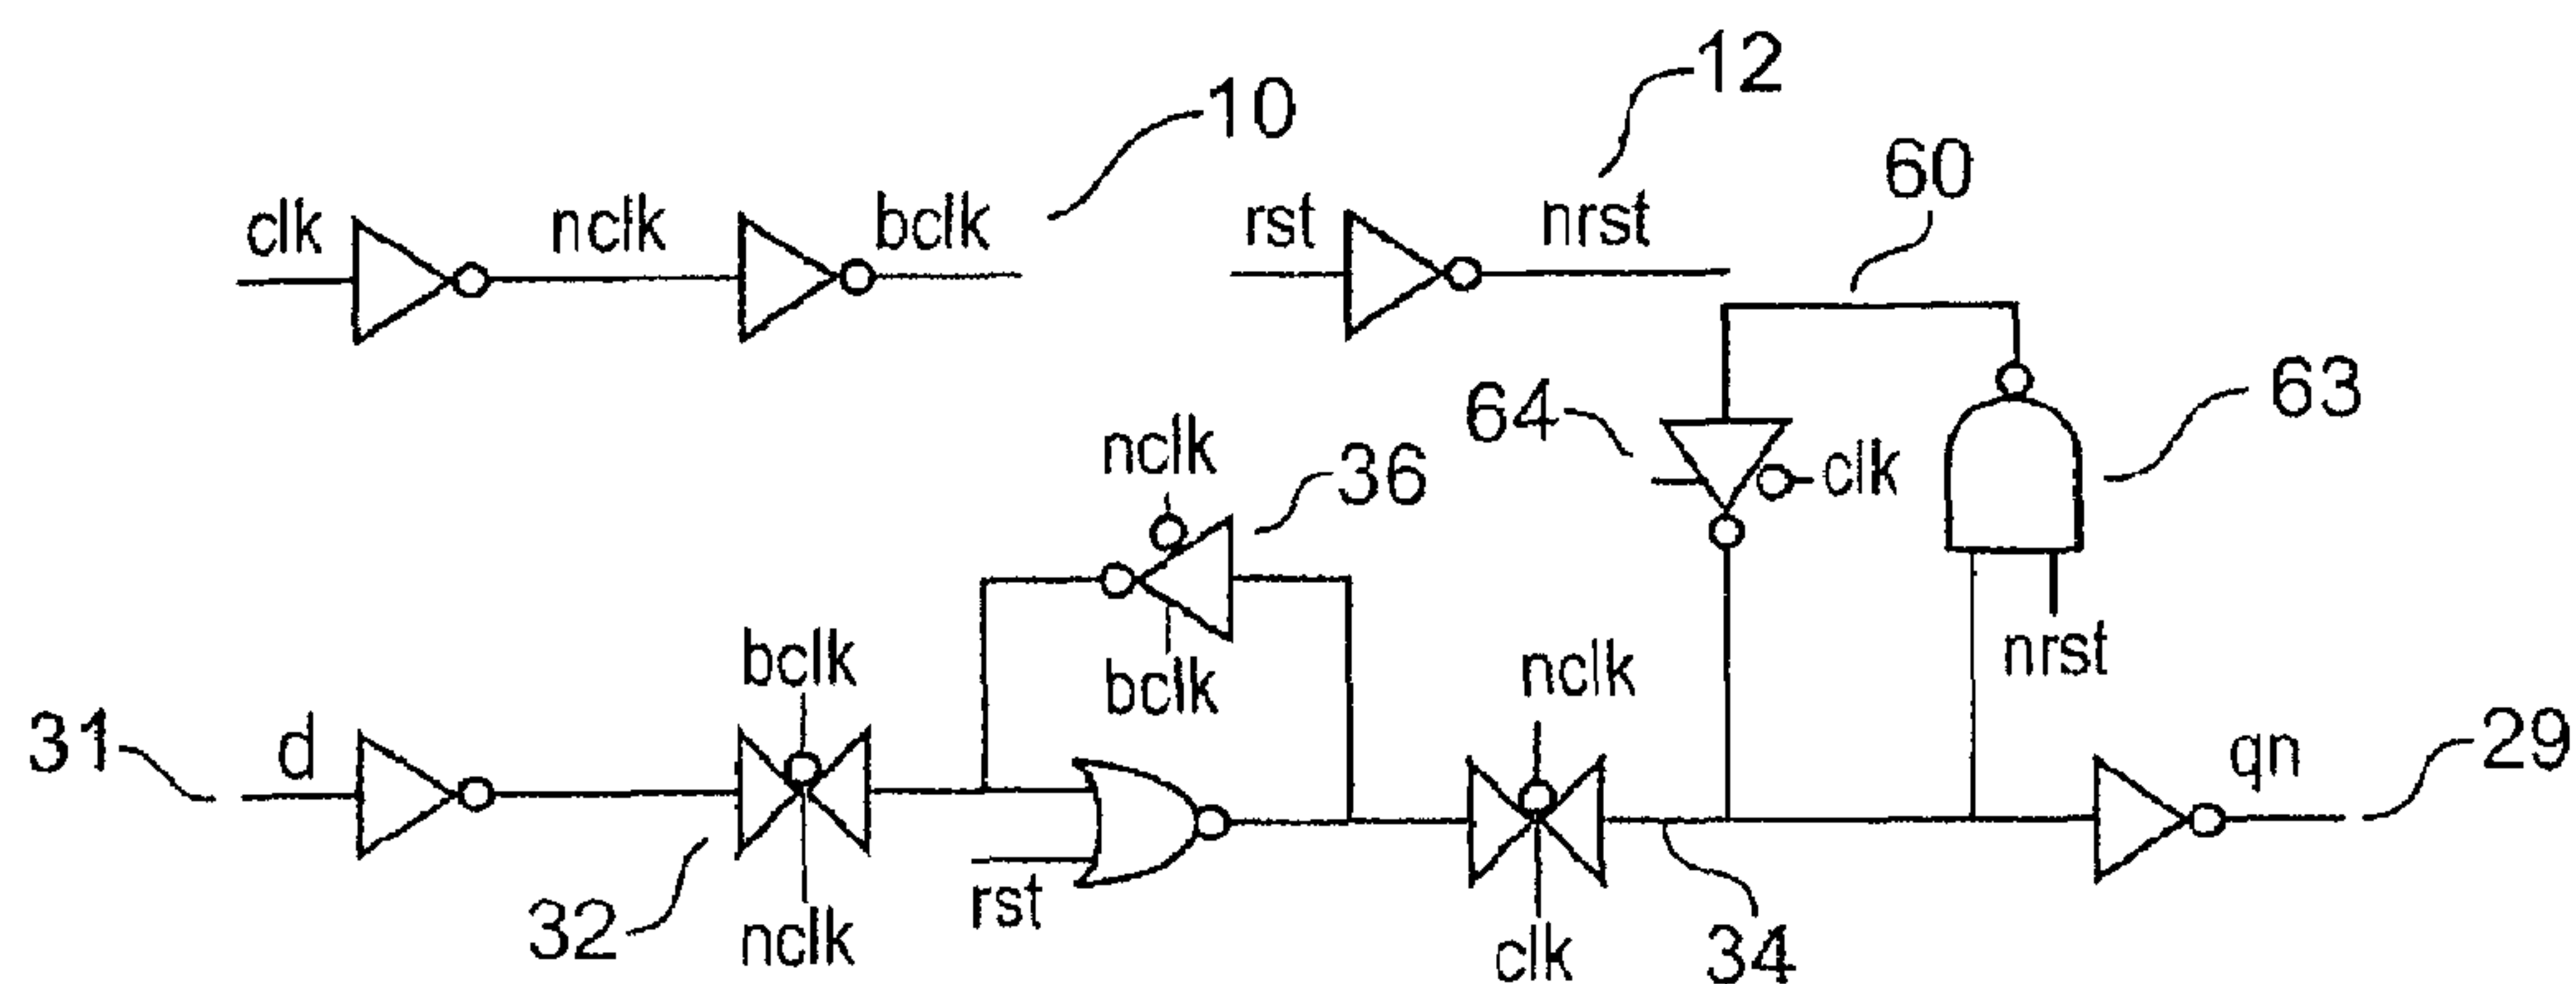 12
10
60
clk nclk bclk rst nrst
63
64 clk
nclk 36
nrst
bclk bclk nclk
31 d qn 29
rst
32 nclk clk 34